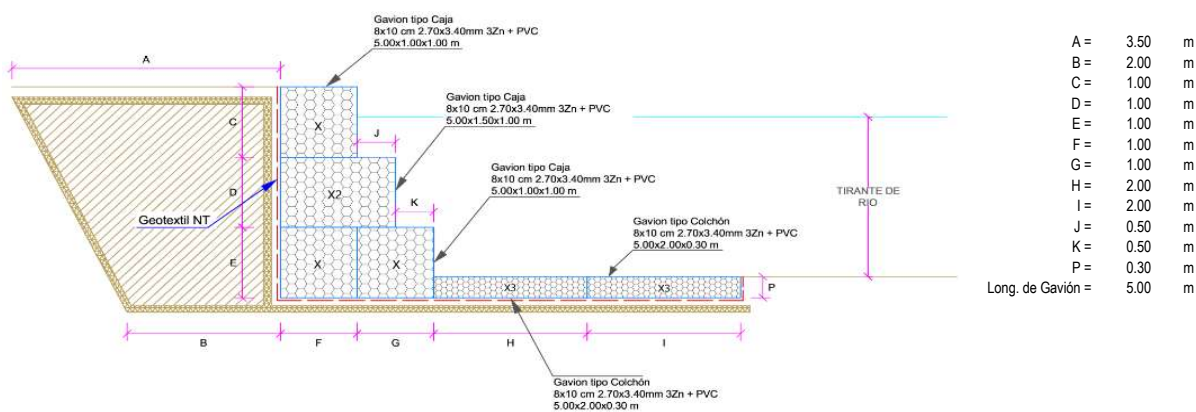 Gavion tipo Caja
8x10 cm 2.70x3.40mm 3Zn + PVC
5.00x1.00x1.00 m
A
Gavion tipo Caja
8x10 cm 2.70x3.40mm 3Zn + PVC
5.00x1.50x1.00 m
C
X
J
Gavion tipo Caja
8x10 cm 2.70x3.40mm 3Zn + PVC
5.00x1.00x1.00 m
D
X2
K
TIRANTE DE
RIO
Geotextil NT
Gavion tipo Colchón
8x10 cm 2.70x3.40mm 3Zn + PVC
5.00x2.00x0.30 m
E
X
X
X3
X3
P
B
F
G
H
I
Gavion tipo Colchón
8x10 cm 2.70x3.40mm 3Zn + PVC
5.00x2.00x0.30 m
A = 3.50 m
B = 2.00 m
C = 1.00 m
D = 1.00 m
E = 1.00 m
F = 1.00 m
G = 1.00 m
H = 2.00 m
I = 2.00 m
J = 0.50 m
K = 0.50 m
P = 0.30 m
Long. de Gavión = 5.00 m